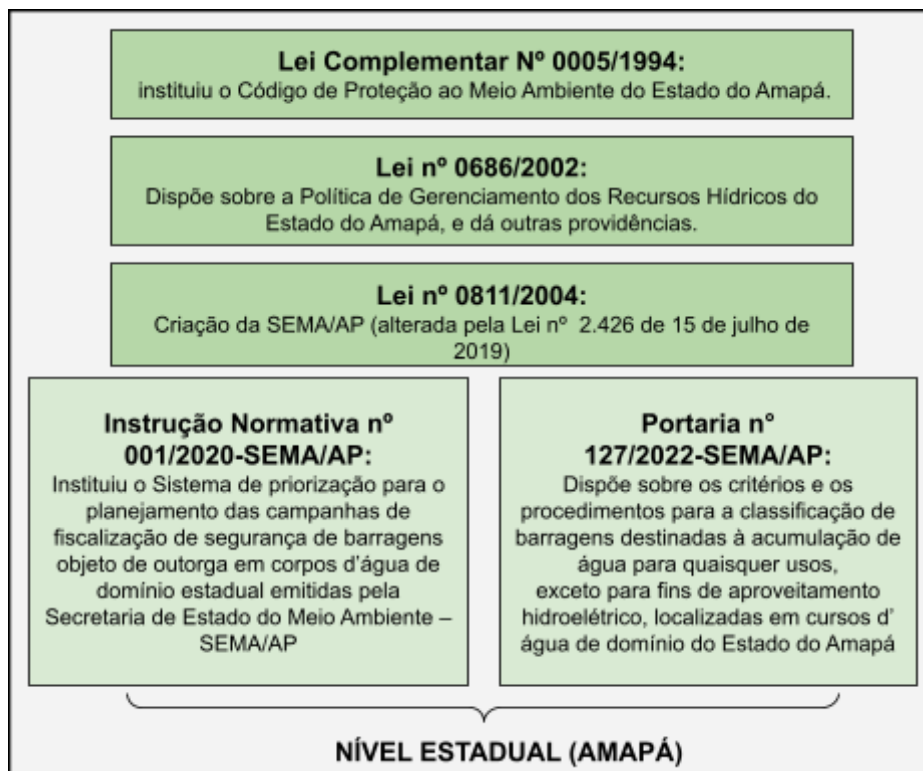 Lei Complementar Nº 0005/1994:
instituiu o Código de Proteção ao Meio Ambiente do Estado do Amapá.
Lei nº 0686/2002:
Dispõe sobre a Política de Gerenciamento dos Recursos Hídricos do
Estado do Amapá, e dá outras providências.
Lei nº 0811/2004:
Criação da SEMA/AP (alterada pela Lei nº 2.426 de 15 de julho de
2019)
Instrução Normativa nº
001/2020-SEMA/AP:
Instituiu o Sistema de priorização para o
planejamento das campanhas de
fiscalização de segurança de barragens
objeto de outorga em corpos d’água de
domínio estadual emitidas pela
Secretaria de Estado do Meio Ambiente –
SEMA/AP
Portaria n°
127/2022-SEMA/AP:
Dispõe sobre os critérios e os
procedimentos para a classificação de
barragens destinadas à acumulação de
água para quaisquer usos,
exceto para fins de aproveitamento
hidroelétrico, localizadas em cursos d’
água de domínio do Estado do Amapá
NÍVEL ESTADUAL (AMAPÁ)